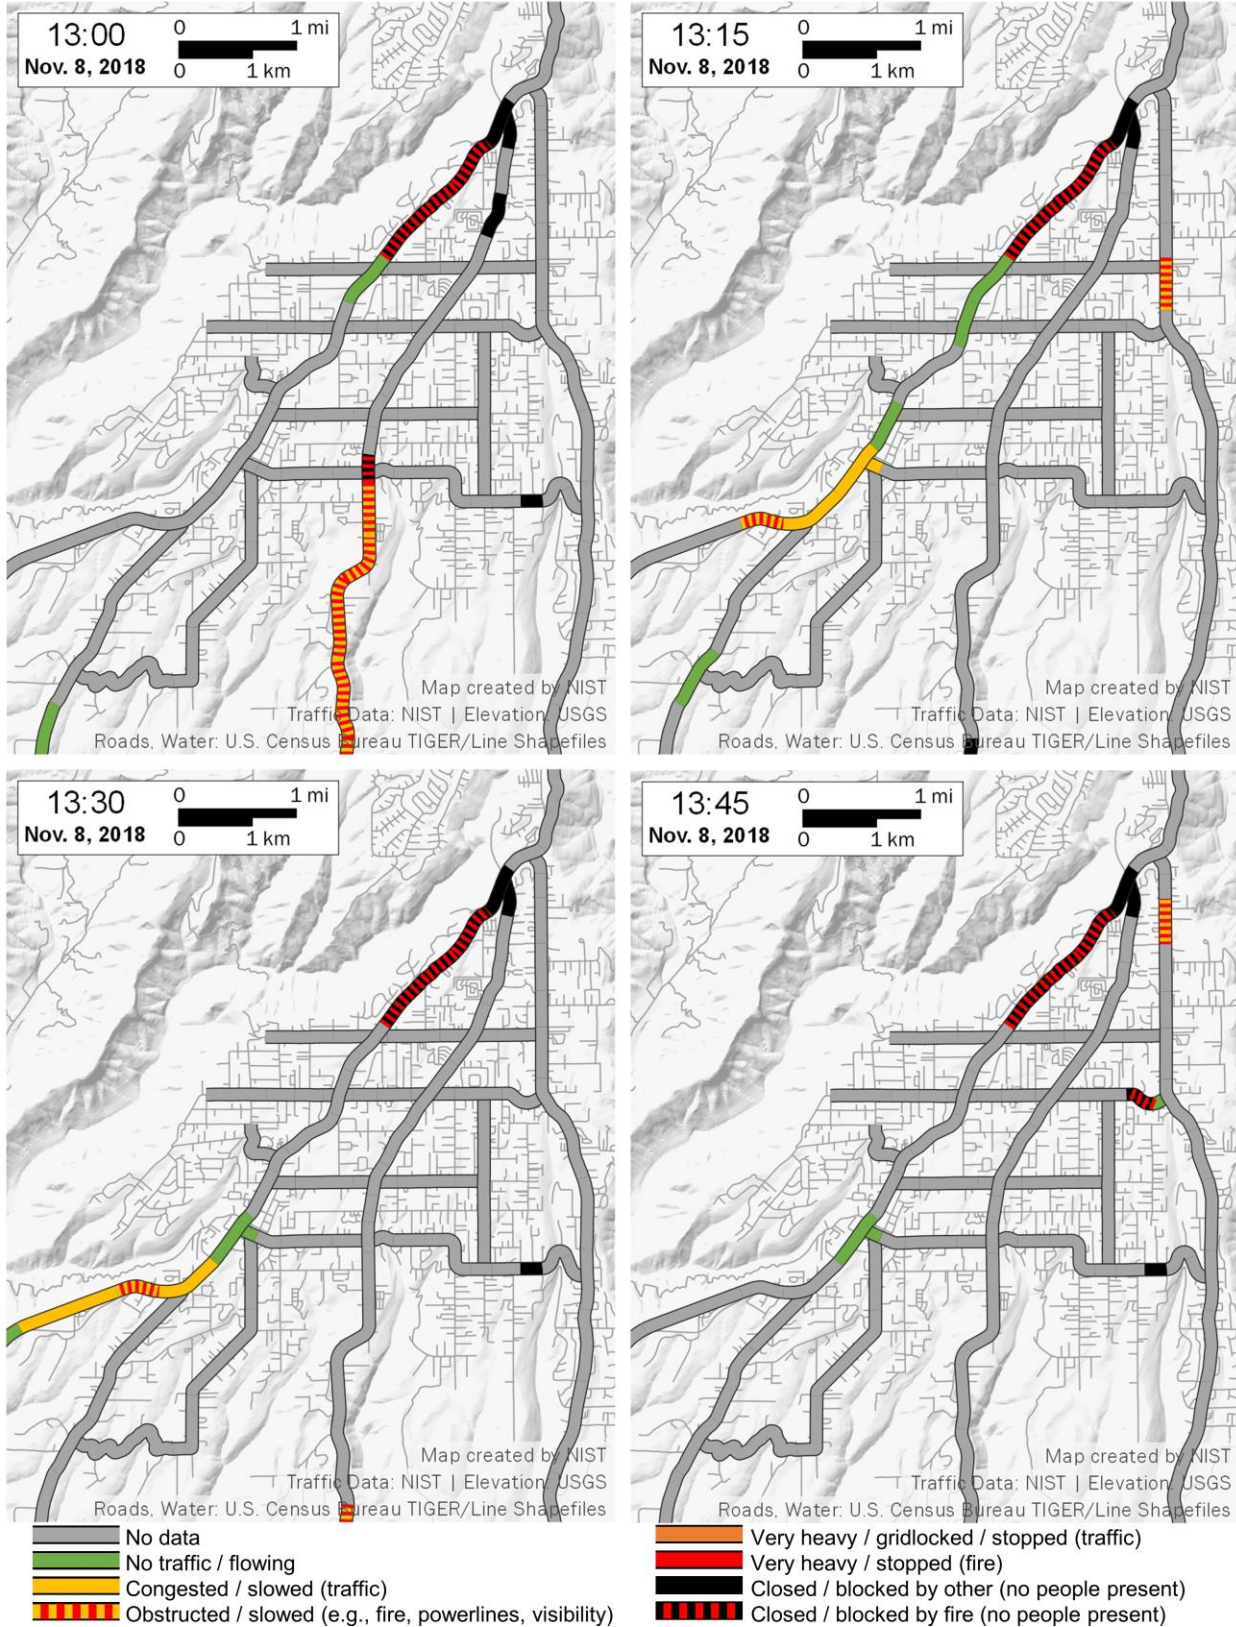 13:00
Nov. 8, 2018
0 1 mi
0 1 km
Map created by NIST
Traffic Data: NIST | Elevation: USGS
Roads, Water: U.S. Census Bureau TIGER/Line Shapefiles
13:15
Nov. 8, 2018
0 1 mi
0 1 km
Map created by NIST
Traffic Data: NIST | Elevation: USGS
Roads, Water: U.S. Census Bureau TIGER/Line Shapefiles
13:30
Nov. 8, 2018
0 1 mi
0 1 km
Map created by NIST
Traffic Data: NIST | Elevation: USGS
Roads, Water: U.S. Census Bureau TIGER/Line Shapefiles
13:45
Nov. 8, 2018
0 1 mi
0 1 km
Map created by NIST
Traffic Data: NIST | Elevation: USGS
Roads, Water: U.S. Census Bureau TIGER/Line Shapefiles
No data
No traffic / flowing
Congested / slowed (traffic)
Obstructed / slowed (e.g., fire, powerlines, visibility)
Very heavy / gridlocked / stopped (traffic)
Very heavy / stopped (fire)
Closed / blocked by other (no people present)
Closed / blocked by fire (no people present)